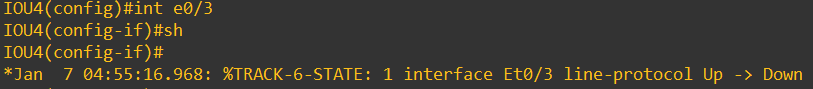 IOU4(config)#int e0/3
IOU4(config-if)#sh
IOU4(config-if)#
*Jan  7 04:55:16.968: %TRACK-6-STATE: 1 interface Et0/3 line-protocol Up -> Down